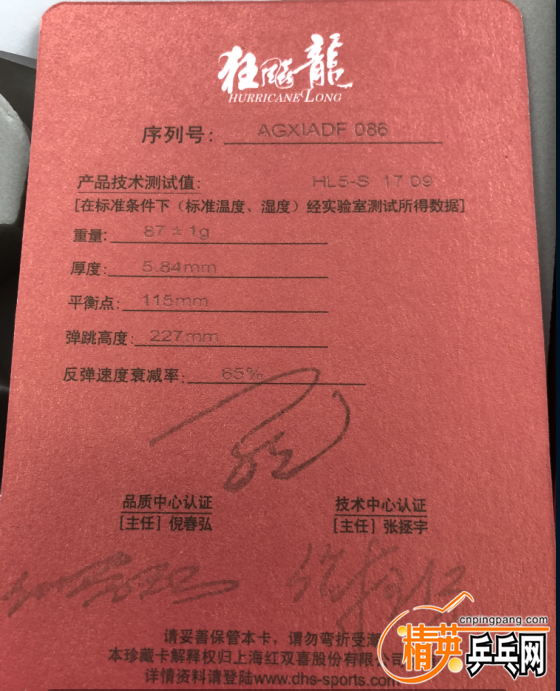 狂飚龍
HURRICANE LONG
序列号: AGXIADF 086
产品技术测试值: HL5-S 17 09
[在标准条件下（标准温度、湿度）经实验室测试所得数据]
重量: 87 ± 1g
厚度: 5.84mm
平衡点: 115mm
弹跳高度: 227mm
反弹速度衰减率: 65%
品质中心认证 技术中心认证
[主任] 倪春弘 [主任] 张拯宇
请妥善保管本卡，请勿弯折受
本珍藏卡解释权归上海红双喜股份有限公司
详情资料请登陆www.dhs-sports.com
cnpingpang.com
精英乒乓网